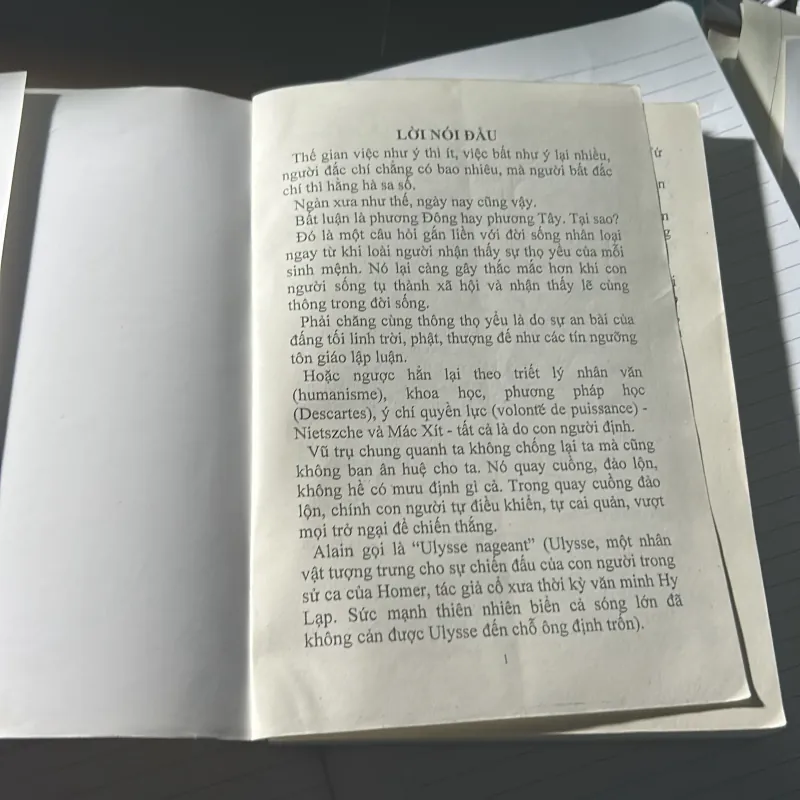 LỜI NÓI ĐẦU
Thế gian việc như ý thì ít, việc bất như ý lại nhiều,
người đắc chí chẳng có bao nhiêu, mà người bất đắc
chí thì hằng hà sa số.
Ngàn xưa như thế, ngày nay cũng vậy.
Bất luận là phương Đông hay phương Tây. Tại sao?
Đó là một câu hỏi gắn liền với đời sống nhân loại
ngay từ khi loài người nhận thấy sự thọ yểu của mỗi
sinh mệnh. Nó lại càng gây thắc mắc hơn khi con
người sống tụ thành xã hội và nhận thấy lẽ cùng
thông trong đời sống.
Phải chăng cùng thông thọ yểu là do sự an bài của
đấng tối linh trời, phật, thượng đế như các tín ngưỡng
tôn giáo lập luận.
Hoặc ngược hẳn lại theo triết lý nhân văn
(humanisme), khoa học, phương pháp học
(Descartes), ý chí quyền lực (volonté de puissance) -
Nietszche và Mác Xít - tất cả là do con người định.
Vũ trụ chung quanh ta không chống lại ta mà cũng
không ban ân huệ cho ta. Nó quay cuồng, đảo lộn,
không hề có mưu định gì cả. Trong quay cuồng đảo
lộn, chính con người tự điều khiển, tự cai quản, vượt
mọi trở ngại để chiến thắng.
Alain gọi là “Ulysse nageant” (Ulysse, một nhân
vật tượng trưng cho sự chiến đấu của con người trong
sử ca của Homer, tác giả cổ xưa thời kỳ văn minh Hy
Lạp. Sức mạnh thiên nhiên biển cả sóng lớn đã
không cản được Ulysse đến chỗ ông định trốn).
1